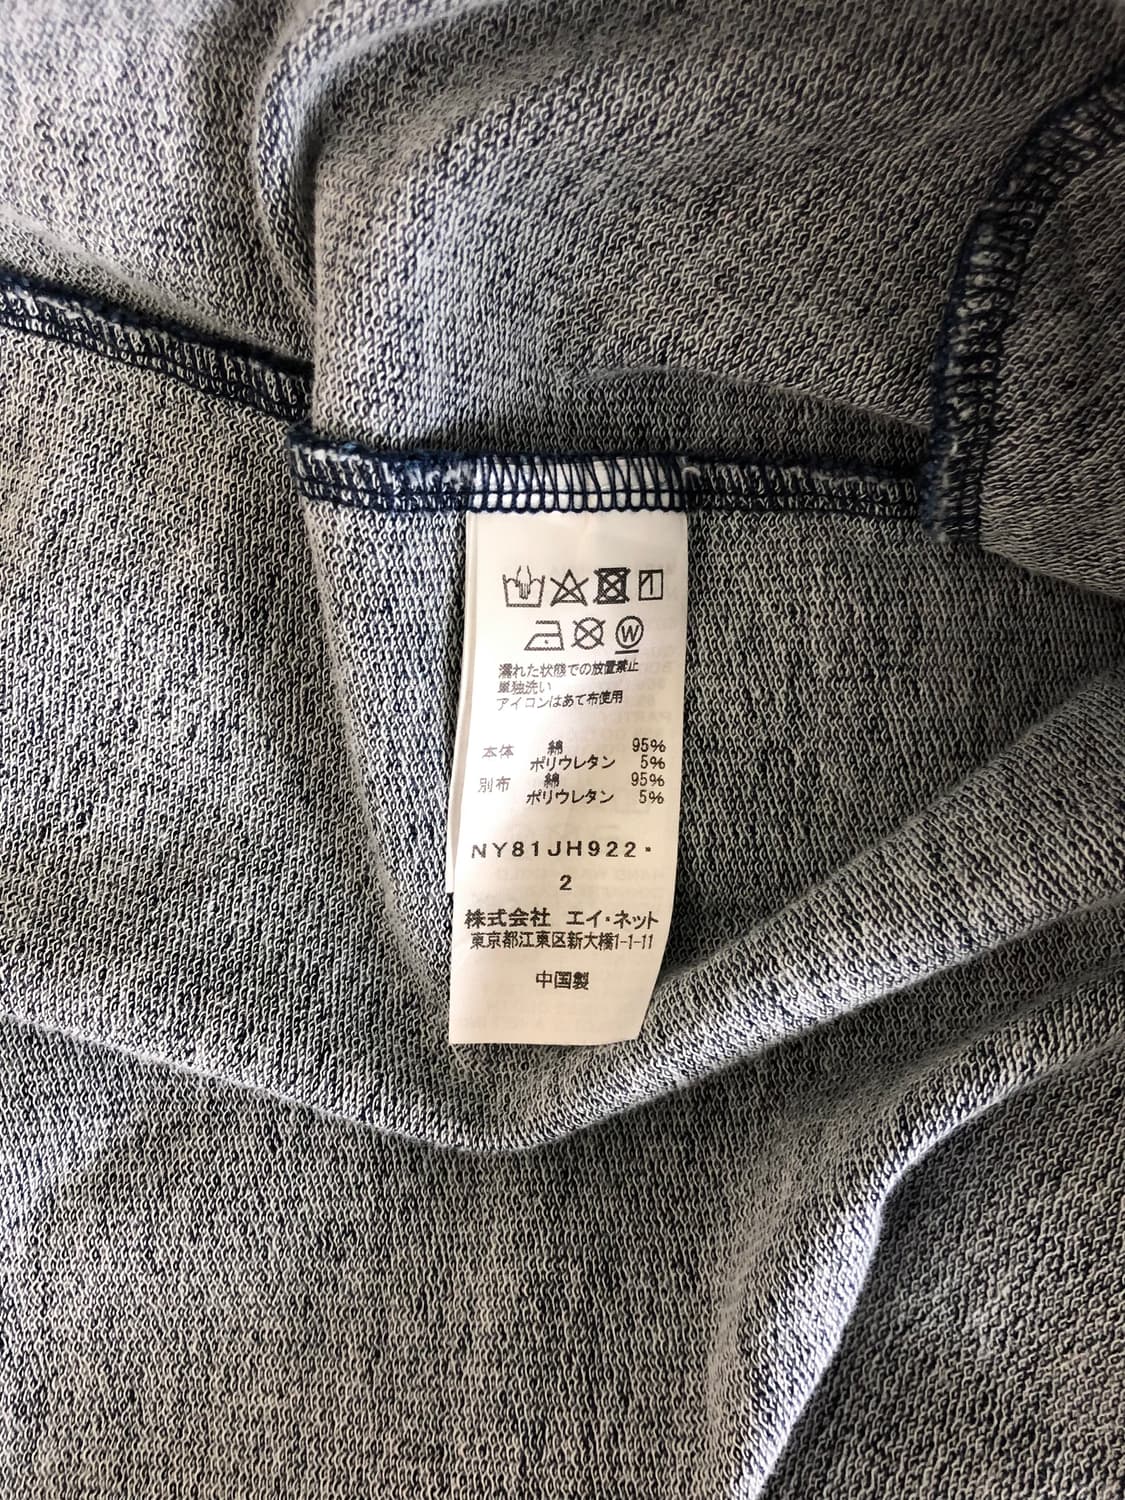 W
濡れた状態での放置禁止
単独洗い
アイロンはあて布使用
本体 綿 95%
ポリウレタン 5%
別布 綿 95%
ポリウレタン 5%
NY81JH922-
2
株式会社 エイ・ネット
東京都江東区新大橋1-1-11
中国製